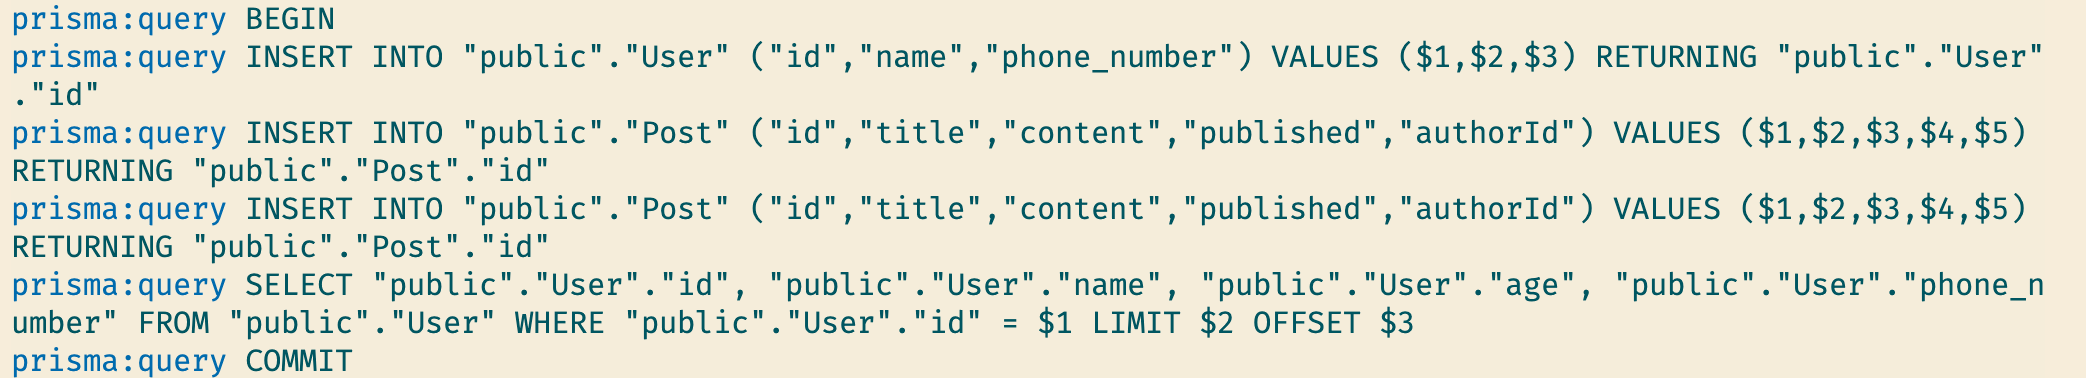 prisma:query BEGIN
prisma:query INSERT INTO "public"."User" ("id","name","phone_number") VALUES ($1,$2,$3) RETURNING "public"."User"
."id"
prisma:query INSERT INTO "public"."Post" ("id","title","content","published","authorId") VALUES ($1,$2,$3,$4,$5)
RETURNING "public"."Post"."id"
prisma:query INSERT INTO "public"."Post" ("id","title","content","published","authorId") VALUES ($1,$2,$3,$4,$5)
RETURNING "public"."Post"."id"
prisma:query SELECT "public"."User"."id", "public"."User"."name", "public"."User"."age", "public"."User"."phone_n
umber" FROM "public"."User" WHERE "public"."User"."id" = $1 LIMIT $2 OFFSET $3
prisma:query COMMIT